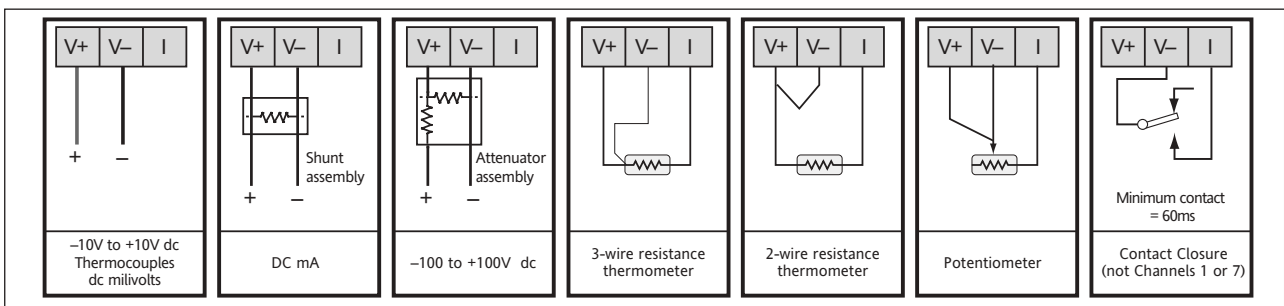 V+ V– I
+ –
–10V to +10V dc
Thermocouples
dc milivolts
V+ V– I
Shunt
assembly
+ –
DC mA
V+ V– I
Attenuator
assembly
+ –
–100 to +100V dc
V+ V– I
3-wire resistance
thermometer
V+ V– I
2-wire resistance
thermometer
V+ V– I
Potentiometer
V+ V– I
Minimum contact
= 60ms
Contact Closure
(not Channels 1 or 7)